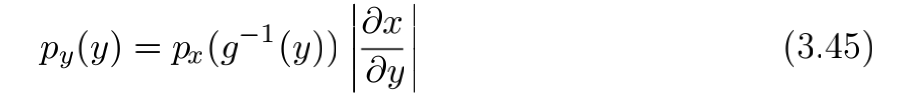 $p_y(y) = p_x(g^{-1}(y)) \left| \frac{\partial x}{\partial y} \right|$ (3.45)